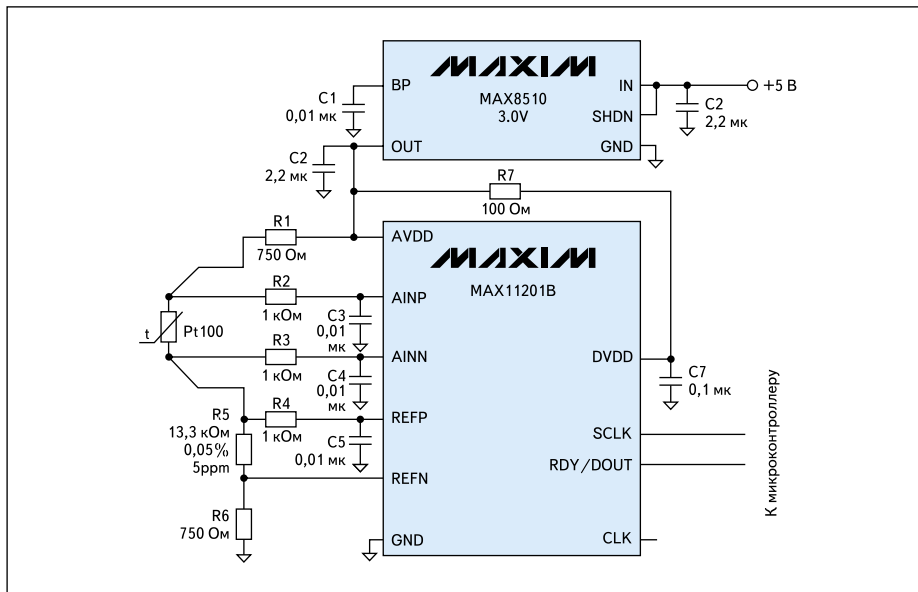 MAXIM
MAX8510
3.0V
BP
OUT
IN
SHDN
GND
+5 В
C1
0,01 мк
C2
2,2 мк
C2
2,2 мк
R7
100 Ом
R1
750 Ом
R2
1 кОм
R3
1 кОм
R4
1 кОм
t
Pt100
C3
0,01
мк
C4
0,01
мк
C5
0,01 мк
R5
13,3 кОм
0,05%
5ppm
R6
750 Ом
MAXIM
MAX11201B
AVDD
AINP
AINN
REFP
REFN
GND
DVDD
SCLK
RDY/DOUT
CLK
C7
0,1 мк
К микроконтроллеру